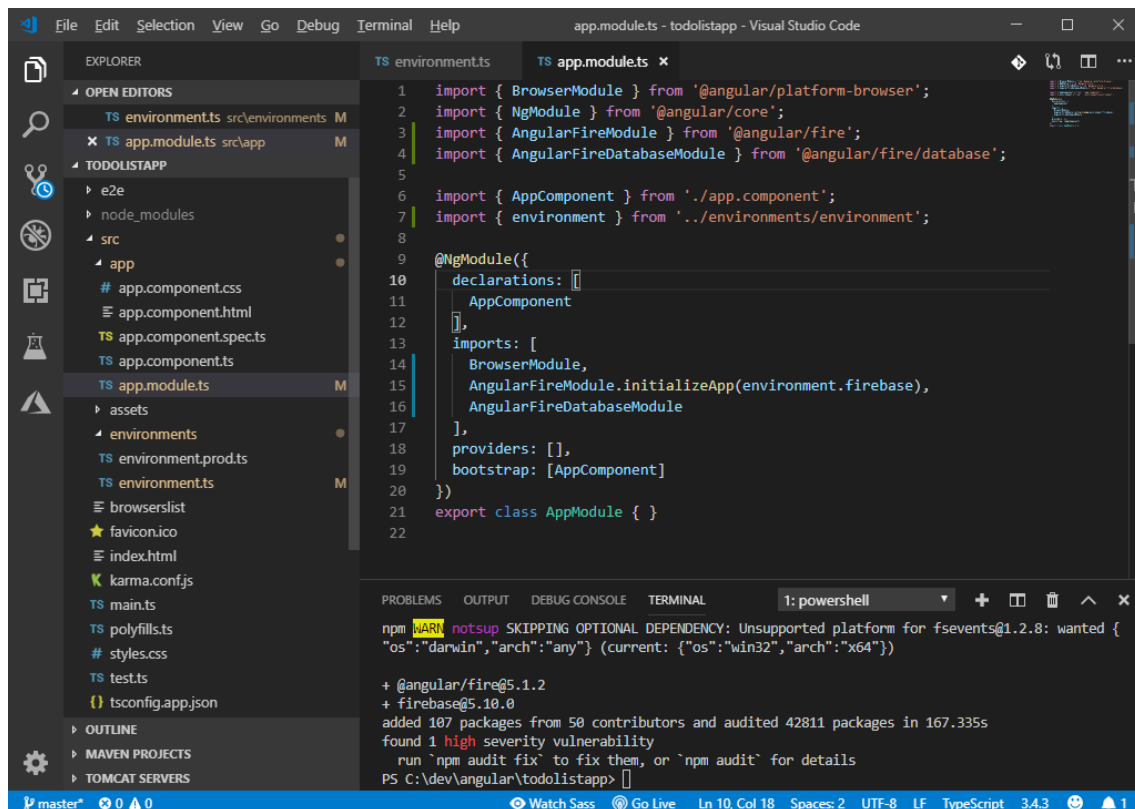 File Edit Selection View Go Debug Terminal Help app.module.ts - todolistapp - Visual Studio Code
EXPLORER
OPEN EDITORS
TS environment.ts src\environments M
TS app.module.ts src\app M
TODOLISTAPP
e2e
node_modules
src
app
# app.component.css
app.component.html
TS app.component.spec.ts
TS app.component.ts
TS app.module.ts M
assets
environments
TS environment.prod.ts
TS environment.ts M
browserslist
favicon.ico
index.html
K karma.conf.js
TS main.ts
TS polyfills.ts
# styles.css
TS test.ts
{} tsconfig.app.json
OUTLINE
MAVEN PROJECTS
TOMCAT SERVERS
TS environment.ts TS app.module.ts
1 import { BrowserModule } from '@angular/platform-browser';
2 import { NgModule } from '@angular/core';
3 import { AngularFireModule } from '@angular/fire';
4 import { AngularFireDatabaseModule } from '@angular/fire/database';
5
6 import { AppComponent } from './app.component';
7 import { environment } from '../environments/environment';
8
9 @NgModule({
10 declarations: [
11 AppComponent
12 ],
13 imports: [
14 BrowserModule,
15 AngularFireModule.initializeApp(environment.firebase),
16 AngularFireDatabaseModule
17 ],
18 providers: [],
19 bootstrap: [AppComponent]
20 })
21 export class AppModule { }
22
PROBLEMS OUTPUT DEBUG CONSOLE TERMINAL 1: powershell
npm WARN notsup SKIPPING OPTIONAL DEPENDENCY: Unsupported platform for fsevents@1.2.8: wanted {
"os":"darwin","arch":"any"} (current: {"os":"win32","arch":"x64"})
+ @angular/fire@5.1.2
+ firebase@5.10.0
added 107 packages from 50 contributors and audited 42811 packages in 167.335s
found 1 high severity vulnerability
run `npm audit fix` to fix them, or `npm audit` for details
PS C:\dev\angular\todolistapp>
master* 0 0 Watch Sass Go Live Ln 10, Col 18 Spaces: 2 UTF-8 LF TypeScript 3.4.3 1